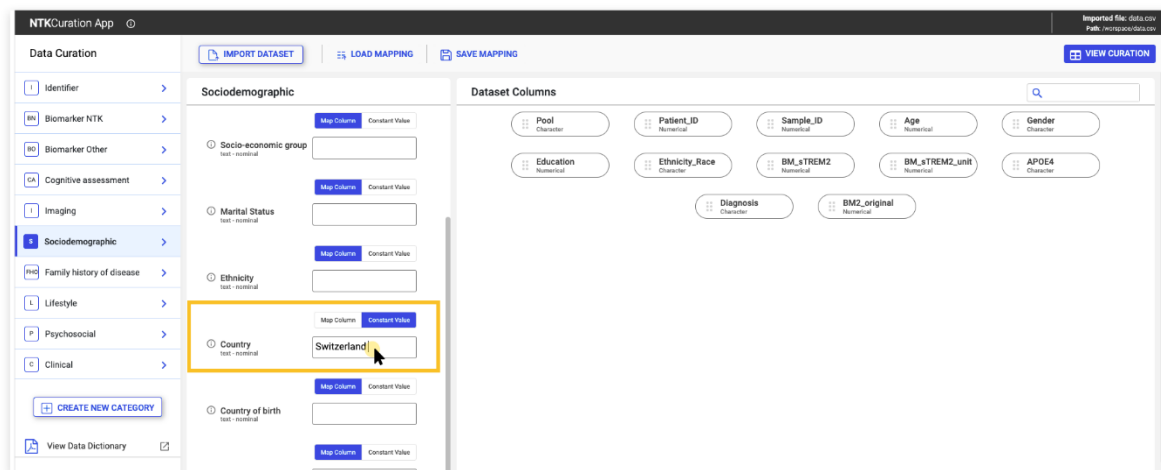 NTKCuration App
Imported file: data.csv
Path: /worspace/data.csv
Data Curation
IMPORT DATASET
LOAD MAPPING
SAVE MAPPING
VIEW CURATION
I Identifier
BN Biomarker NTK
BO Biomarker Other
CA Cognitive assessment
I Imaging
S Sociodemographic
FHO Family history of disease
L Lifestyle
P Psychosocial
C Clinical
CREATE NEW CATEGORY
View Data Dictionary
Sociodemographic
Map Column Constant Value
Socio-economic group
text - nominal
Map Column Constant Value
Marital Status
text - nominal
Map Column Constant Value
Ethnicity
text - nominal
Map Column Constant Value
Country
text - nominal
Switzerland
Map Column Constant Value
Country of birth
text - nominal
Map Column Constant Value
Dataset Columns
Pool
Character
Patient_ID
Numerical
Sample_ID
Numerical
Age
Numerical
Gender
Character
Education
Numerical
Ethnicity_Race
Character
BM_sTREM2
Numerical
BM_sTREM2_unit
Numerical
APOE4
Character
Diagnosis
Character
BM2_original
Numerical